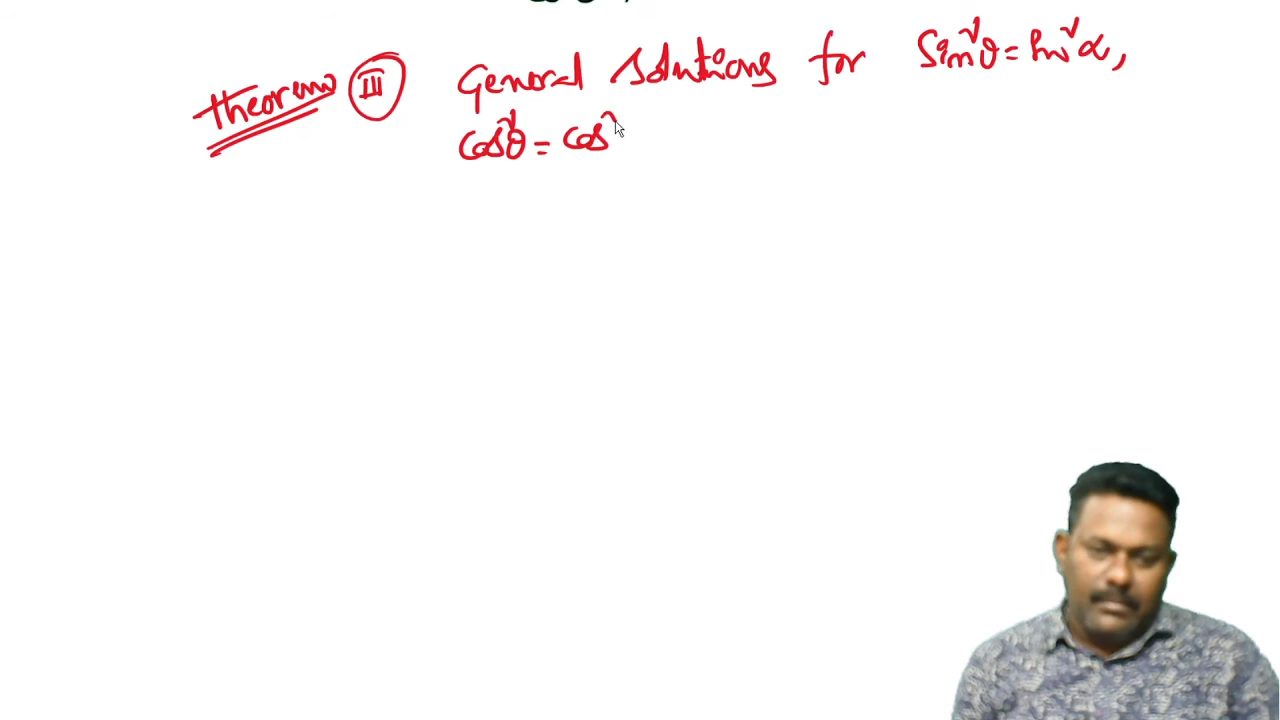 Theorem III General solutions for Sin²θ = Sin²α,
Cos²θ = Cos²